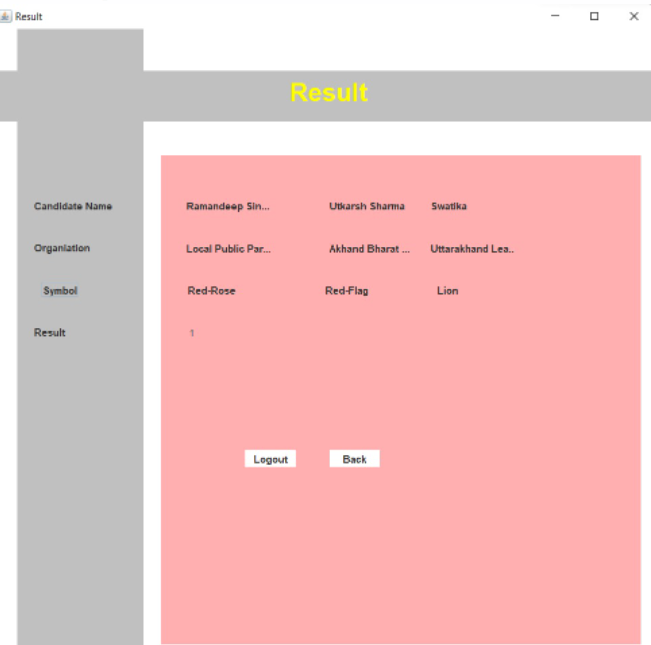 Result
Result
Candidate Name Ramandeep Sin... Utkarsh Sharma Swatika
Organiation Local Public Par... Akhand Bharat ... Uttarakhand Lea..
Symbol Red-Rose Red-Flag Lion
Result 1
Logout Back